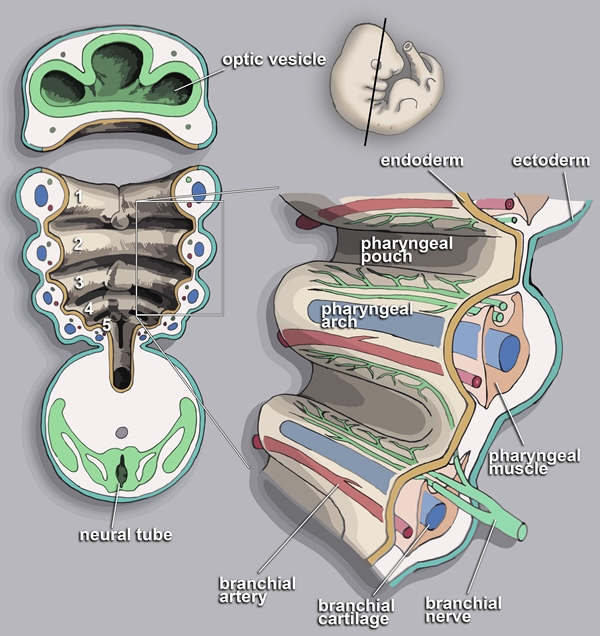 optic vesicle
endoderm
ectoderm
1
2
3
4
5
pharyngeal
pouch
pharyngeal
arch
pharyngeal
muscle
neural tube
branchial
artery
branchial
cartilage
branchial
nerve